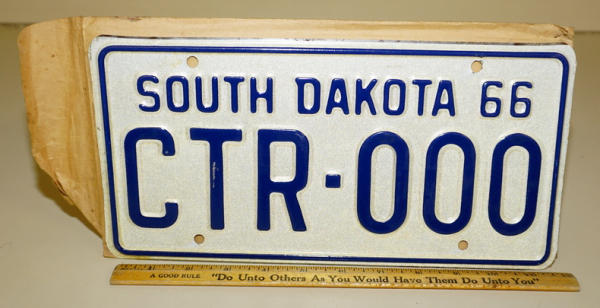 SOUTH DAKOTA 66
CTR-000
A GOOD RULE "Do Unto Others As You Would Have Them Do Unto You"